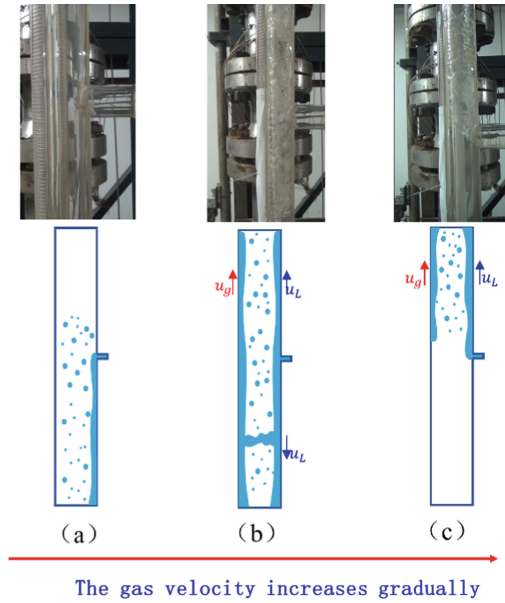 u_g u_L u_g u_L
u_L
(a) (b) (c)
The gas velocity increases gradually